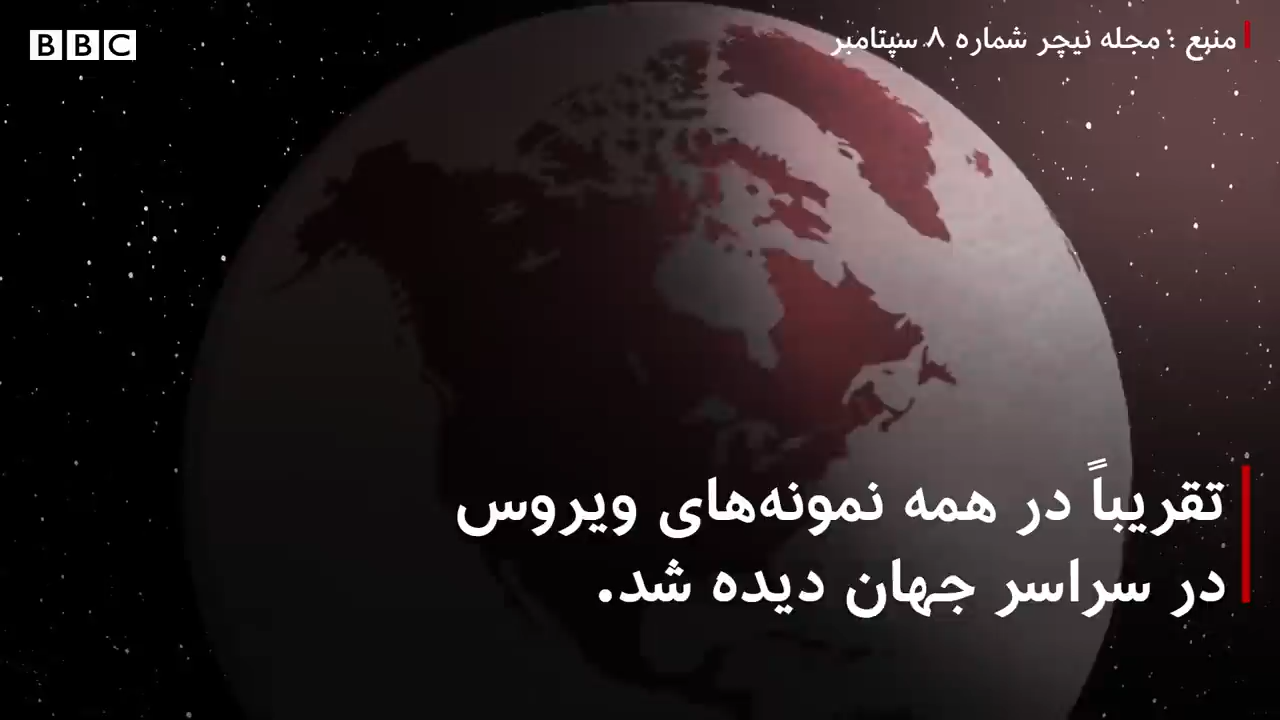 BBC
منبع : مجله نیچر شماره ۸ سپتامبر
تقریباً در همه نمونه‌های ویروس
در سراسر جهان دیده شد.